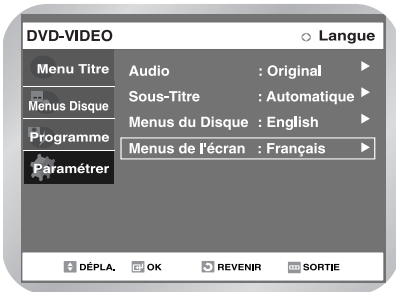 DVD-VIDEO Langue
Menu Titre
Menus Disque
Programme
Paramétrer
Audio : Original
Sous-Titre : Automatique
Menus du Disque : English
Menus de l'écran : Français
DÉPLA. OK REVENIR SORTIE